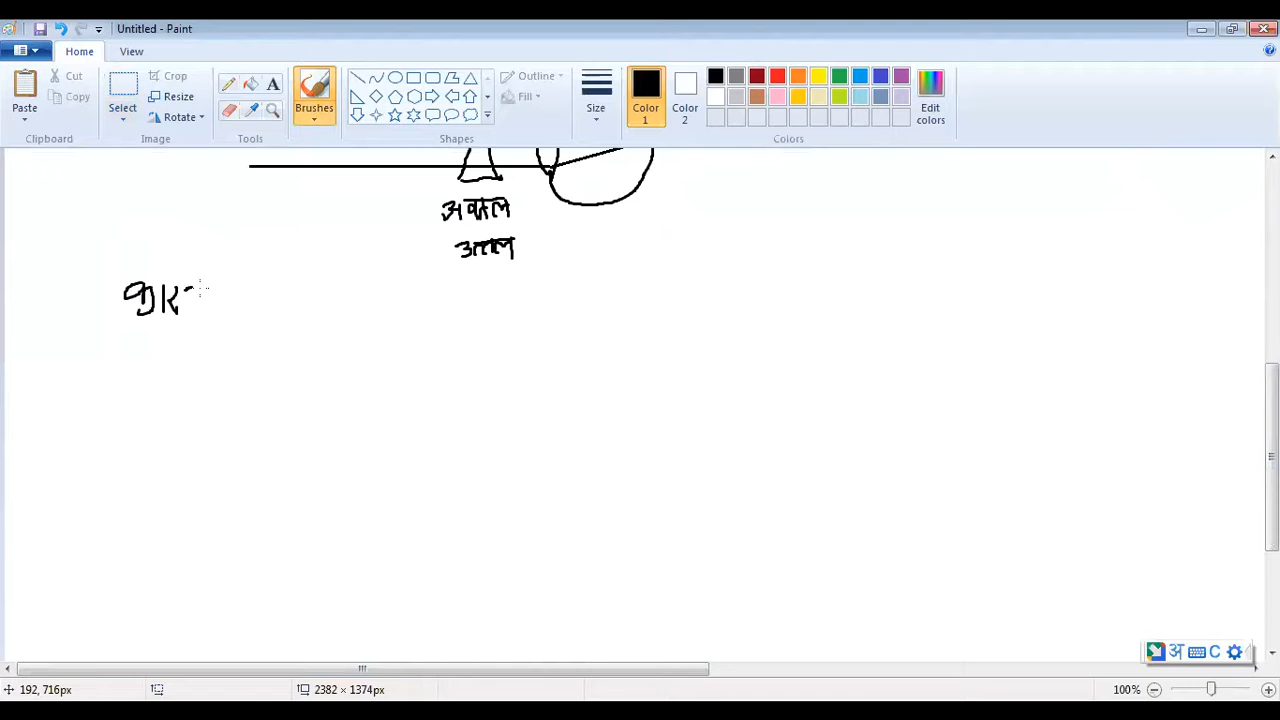 Untitled - Paint
Home View
Paste
Cut
Copy
Clipboard
Select
Crop
Resize
Rotate
Image
A
Tools
Brushes
Outline
Fill
Shapes
Size
Color 1
Color 2
Edit colors
Colors
अवतल
उत्तल
अ
C
192, 716px
2382 × 1374px
100%